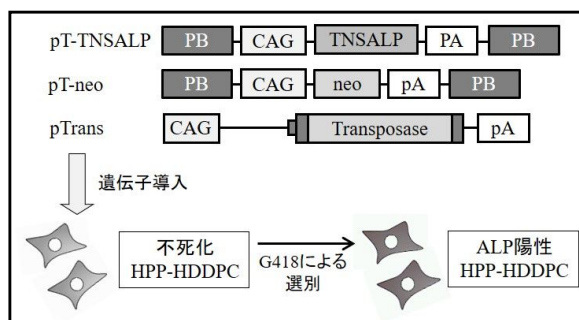 pT-TNSALP PB CAG TNSALP PA PB
pT-neo PB CAG neo pA PB
pTrans CAG Transposase pA
遺伝子導入
不死化
HPP-HDDPC
G418による
選別
ALP陽性
HPP-HDDPC